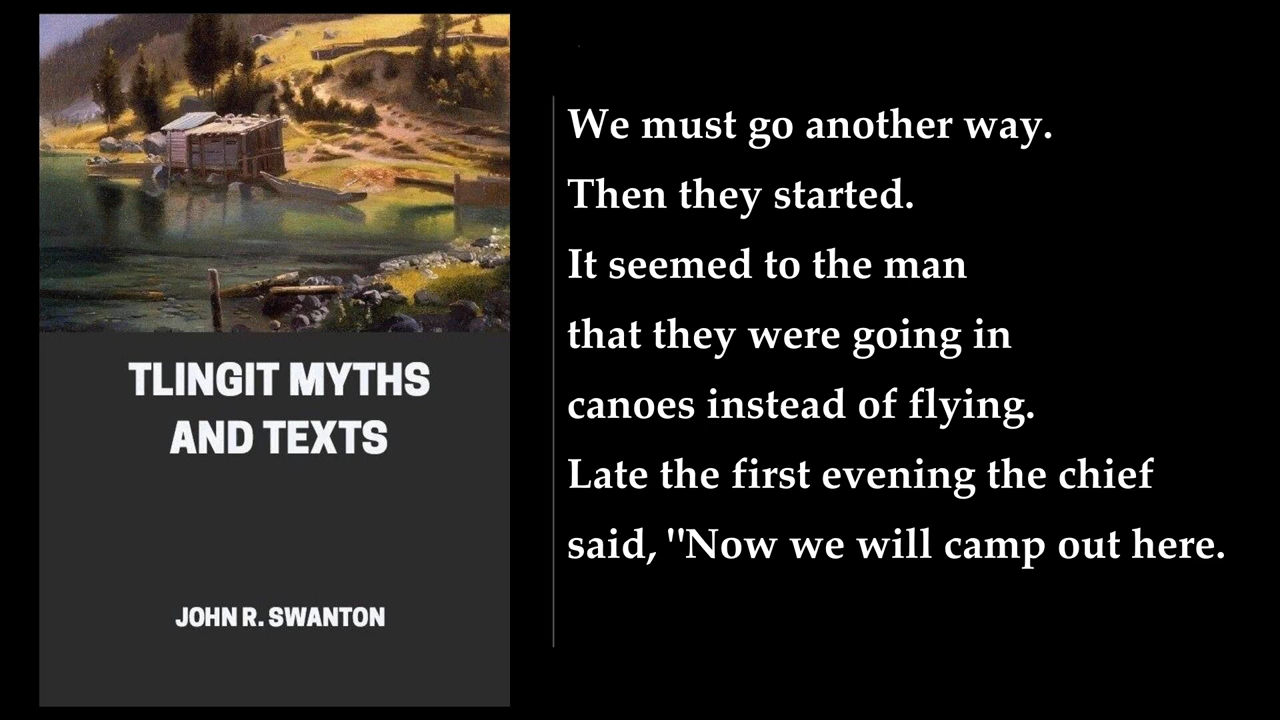 TLINGIT MYTHS
AND TEXTS
JOHN R. SWANTON
We must go another way.
Then they started.
It seemed to the man
that they were going in
canoes instead of flying.
Late the first evening the chief
said, "Now we will camp out here.